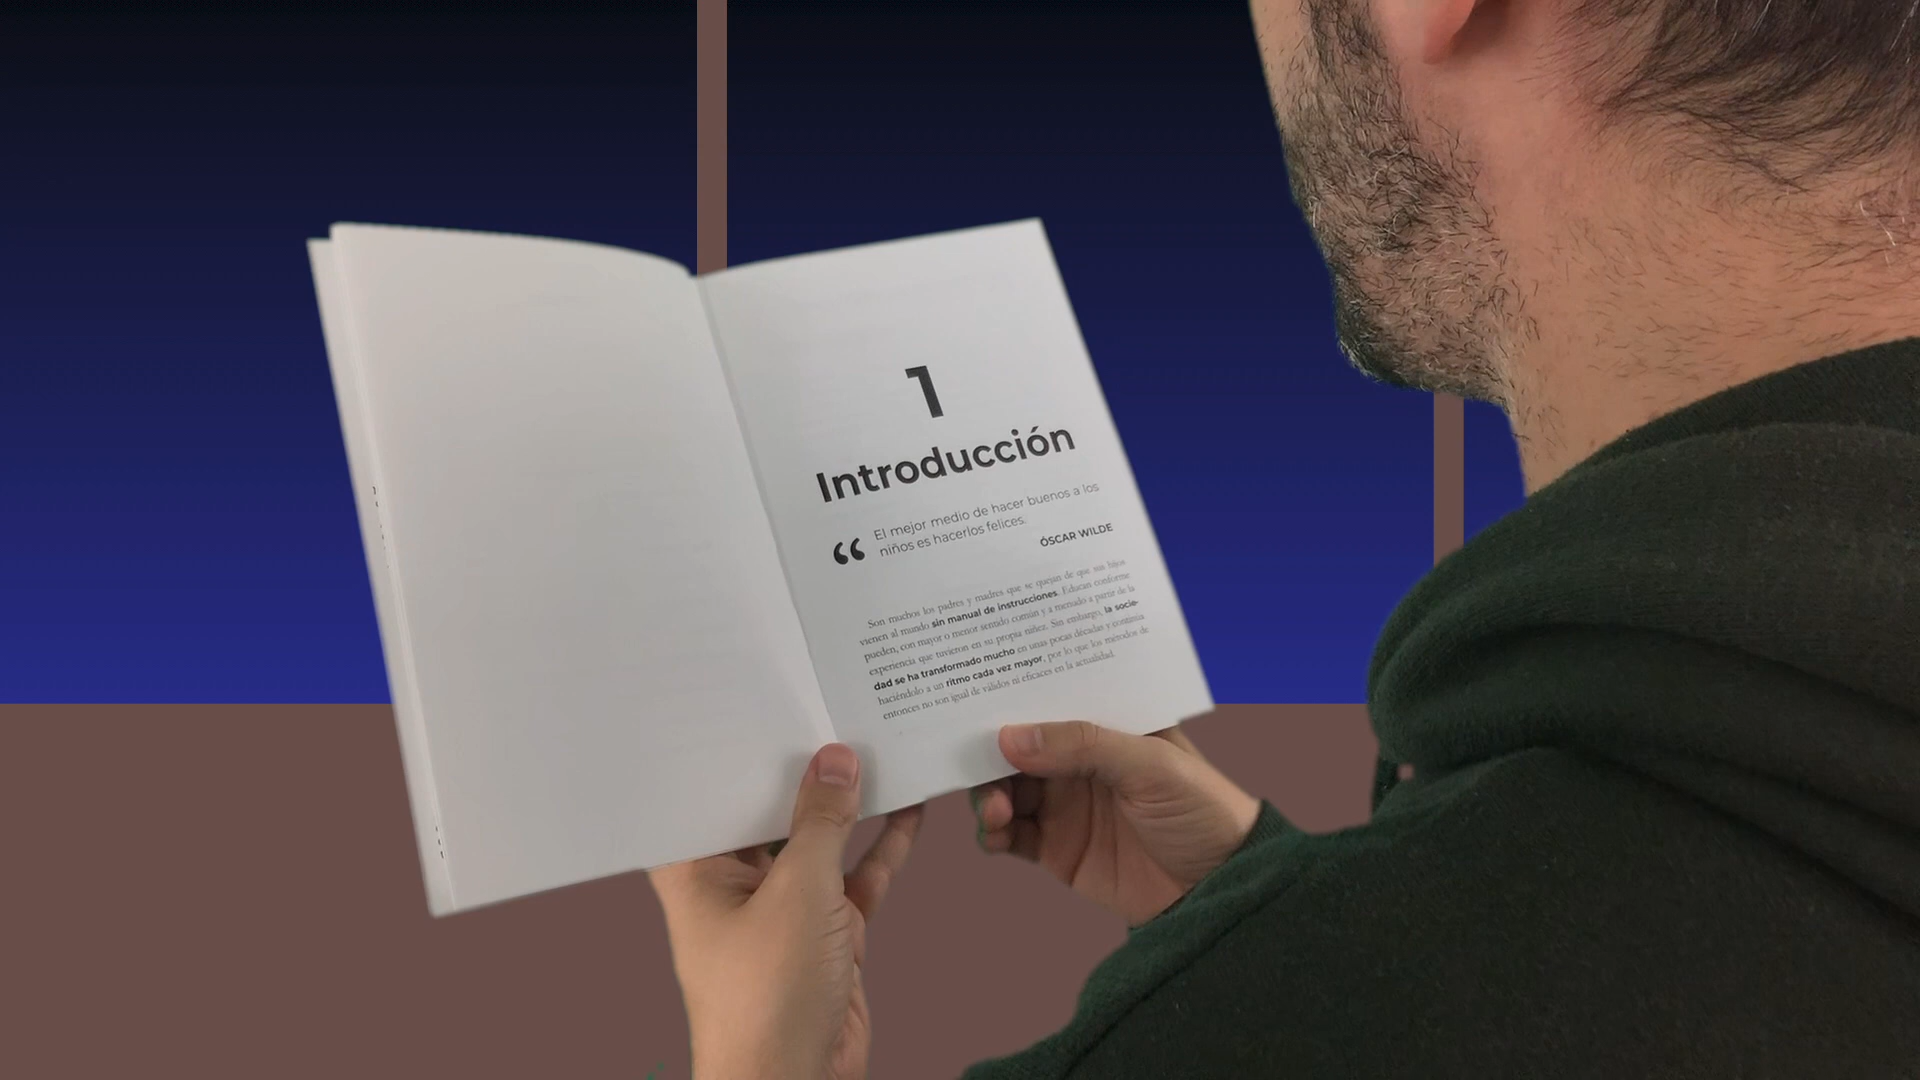 1
Introducción
“ El mejor medio de hacer buenos a los
niños es hacerlos felices.
ÓSCAR WILDE
Son muchos los padres y madres que se quejan de que sus hijos
vienen al mundo sin manual de instrucciones. Educan conforme
pueden, con mayor o menor sentido común y a menudo a partir de la
experiencia que tuvieron en su propia niñez. Sin embargo, la socie-
dad se ha transformado mucho en unas pocas décadas y continúa
haciéndolo a un ritmo cada vez mayor, por lo que los métodos de
entonces no son igual de válidos ni eficaces en la actualidad.